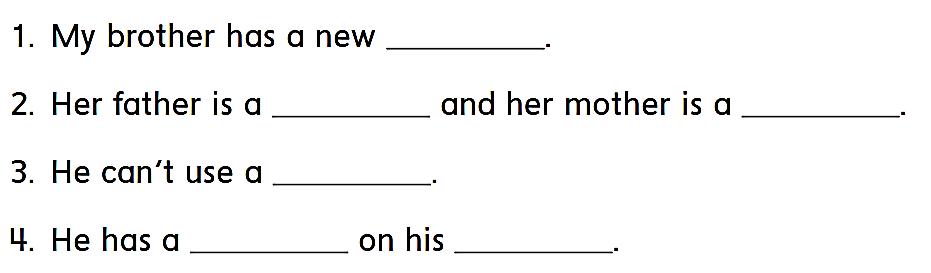 1. My brother has a new __________.
2. Her father is a __________ and her mother is a __________.
3. He can't use a __________.
4. He has a __________ on his __________.